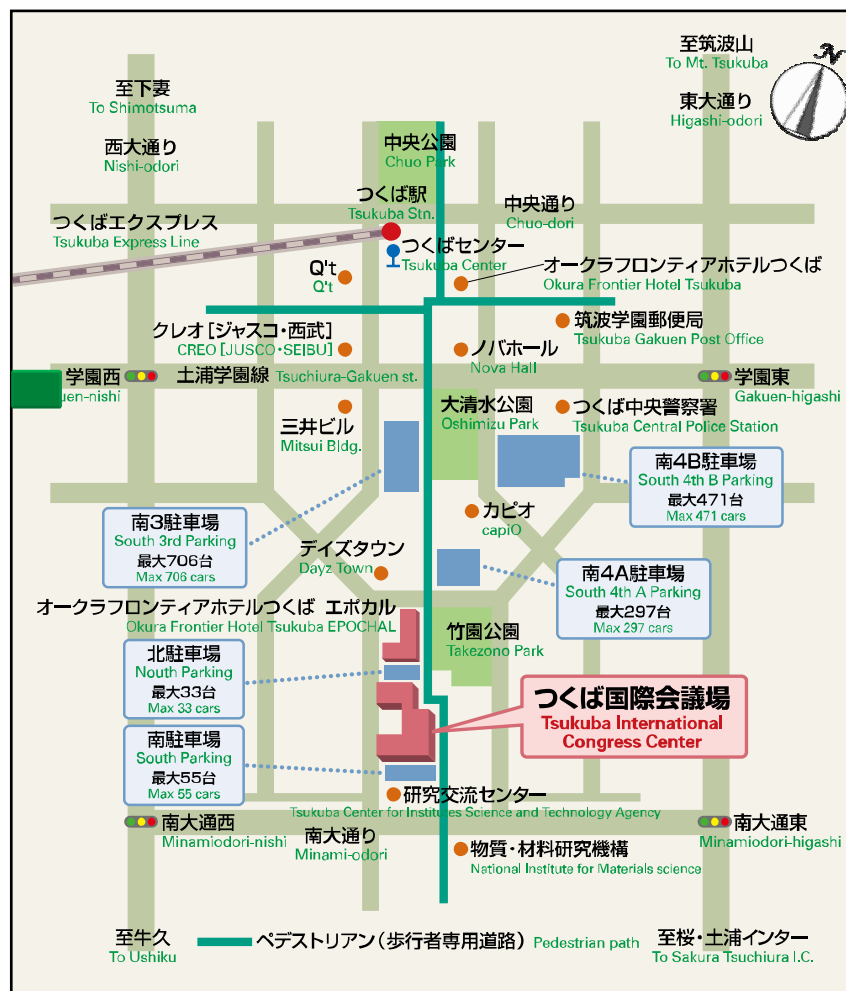 至筑波山
To Mt. Tsukuba
N
至下妻
To Shimotsuma
東大通り
Higashi-odori
西大通り
Nishi-odori
中央公園
Chuo Park
つくば駅
Tsukuba Stn.
中央通り
Chuo-dori
つくばエクスプレス
Tsukuba Express Line
つくばセンター
Tsukuba Center
Q't
Q't
オークラフロンティアホテルつくば
Okura Frontier Hotel Tsukuba
クレオ[ジャスコ・西武]
CREO [JUSCO・SEIBU]
ノバホール
Nova Hall
筑波学園郵便局
Tsukuba Gakuen Post Office
学園西
uen-nishi
土浦学園線 Tsuchiura-Gakuen st.
学園東
Gakuen-higashi
三井ビル
Mitsui Bldg.
大清水公園
Oshimizu Park
つくば中央警察署
Tsukuba Central Police Station
南4B駐車場
South 4th B Parking
最大471台
Max 471 cars
南3駐車場
South 3rd Parking
最大706台
Max 706 cars
カピオ
capiO
デイズタウン
Dayz Town
南4A駐車場
South 4th A Parking
最大297台
Max 297 cars
オークラフロンティアホテルつくば エポカル
Okura Frontier Hotel Tsukuba EPOCHAL
竹園公園
Takezono Park
北駐車場
Nouth Parking
最大33台
Max 33 cars
つくば国際会議場
Tsukuba International
Congress Center
南駐車場
South Parking
最大55台
Max 55 cars
研究交流センター
Tsukuba Center for Institutes Science and Technology Agency
南大通西
Minamiodori-nishi
南大通り
Minami-odori
南大通東
Minamiodori-higashi
物質・材料研究機構
National Institute for Materials science
至牛久
To Ushiku
ペデストリアン(歩行者専用道路) Pedestrian path
至桜・土浦インター
To Sakura Tsuchiura I.C.